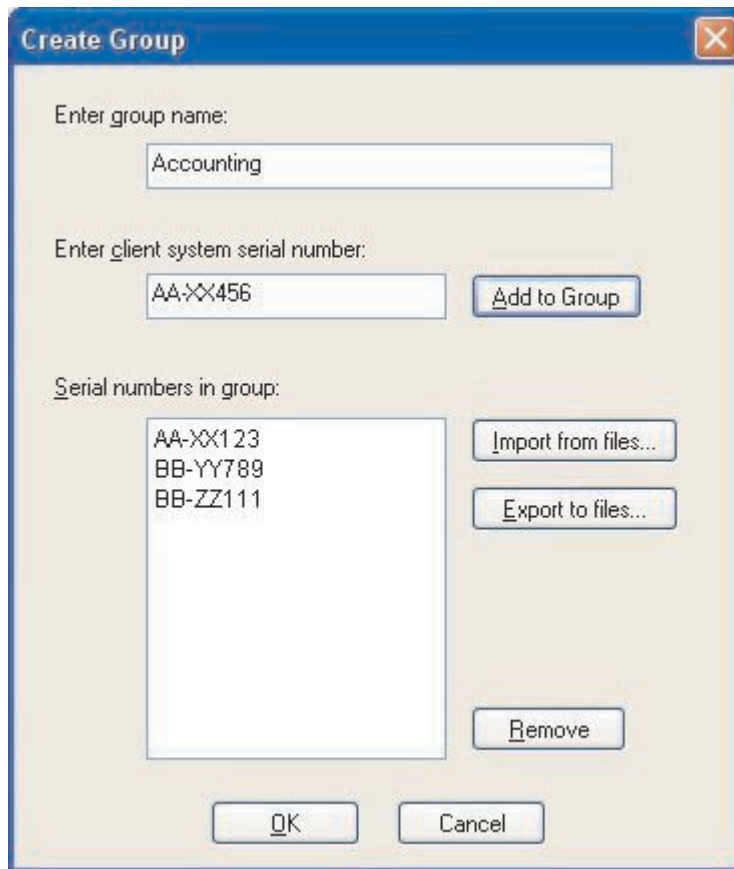 Create Group
Enter group name:
Accounting
Enter client system serial number:
AA-XX456
Add to Group
Serial numbers in group:
AA-XX123
BB-YY789
BB-ZZ111
Import from files...
Export to files...
Remove
OK
Cancel